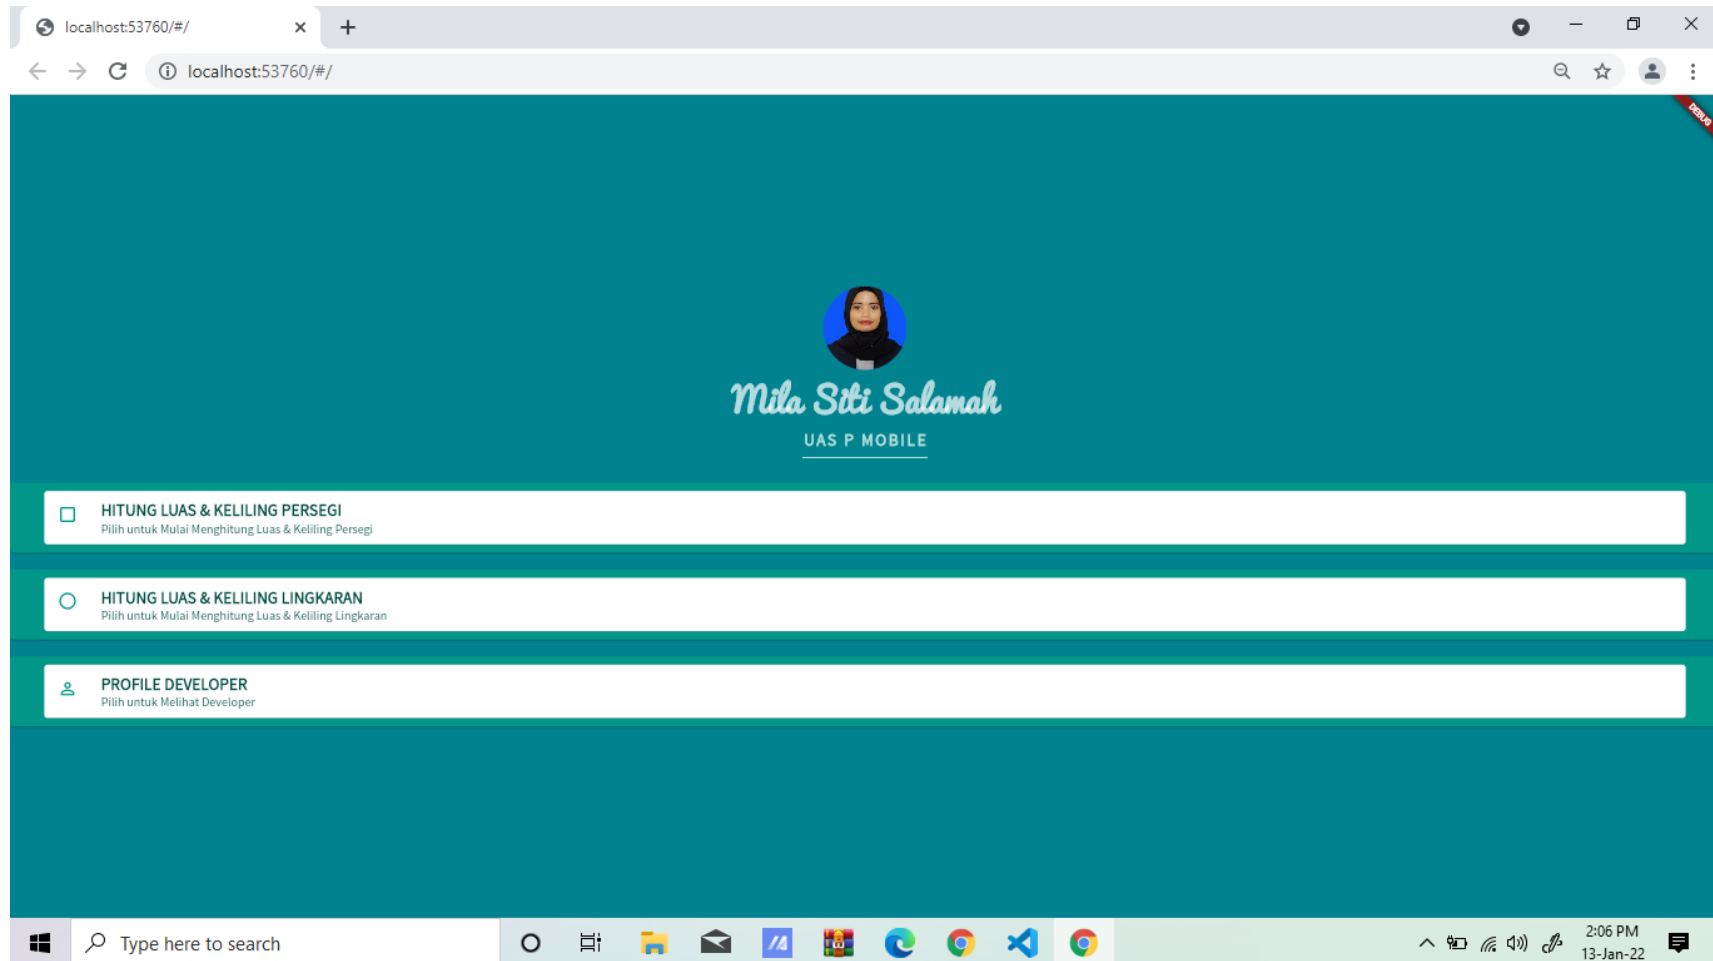 localhost:53760/#/
localhost:53760/#/
DEBUG
Mila Siti Salamah
UAS P MOBILE
HITUNG LUAS & KELILING PERSEGI
Pilih untuk Mulai Menghitung Luas & Keliling Persegi
HITUNG LUAS & KELILING LINGKARAN
Pilih untuk Mulai Menghitung Luas & Keliling Lingkaran
PROFILE DEVELOPER
Pilih untuk Melihat Developer
Type here to search
2:06 PM
13-Jan-22